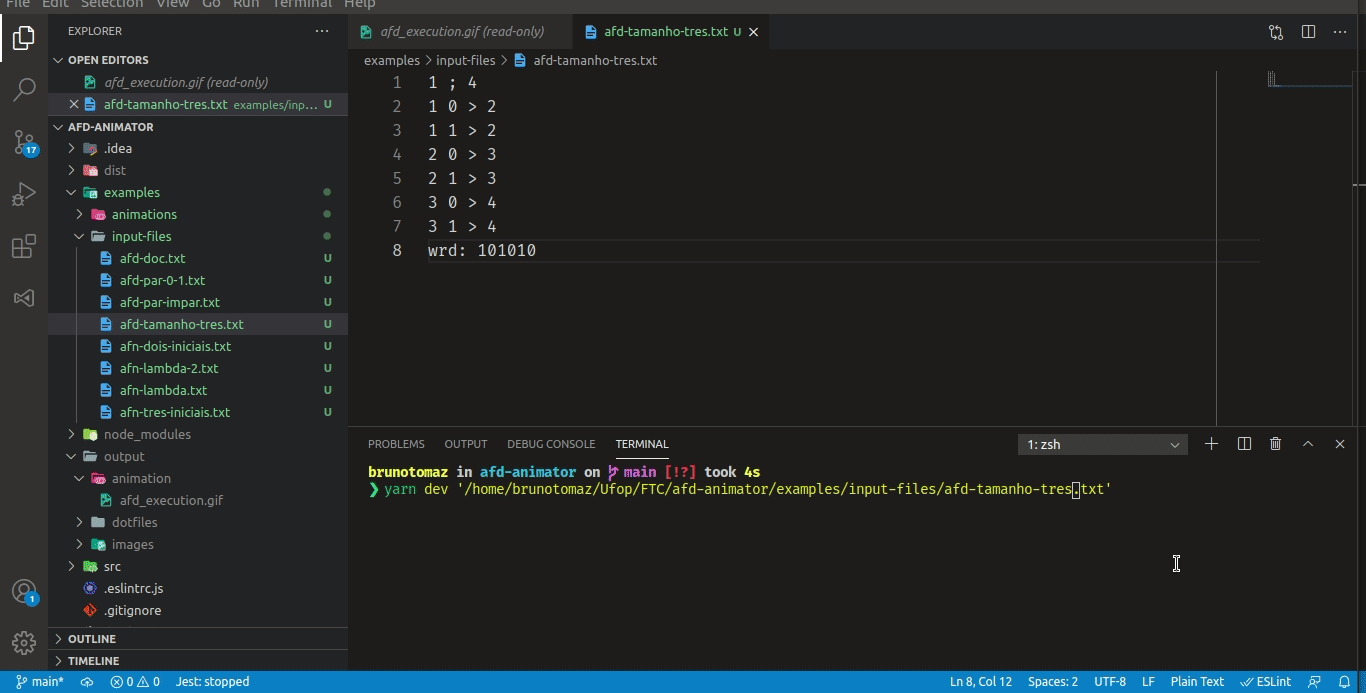 File Edit Selection View Go Run Terminal Help
EXPLORER
OPEN EDITORS
afd_execution.gif (read-only)
afd-tamanho-tres.txt examples/inp... U
AFD-ANIMATOR
.idea
dist
examples
animations
input-files
afd-doc.txt U
afd-par-0-1.txt U
afd-par-impar.txt U
afd-tamanho-tres.txt U
afn-dois-iniciais.txt U
afn-lambda-2.txt U
afn-lambda.txt U
afn-tres-iniciais.txt U
node_modules
output
animation
afd_execution.gif
dotfiles
images
src
.eslintrc.js
.gitignore
OUTLINE
TIMELINE
17
1
afd_execution.gif (read-only)
afd-tamanho-tres.txt U
examples > input-files > afd-tamanho-tres.txt
1 1 ; 4
2 1 0 > 2
3 1 1 > 2
4 2 0 > 3
5 2 1 > 3
6 3 0 > 4
7 3 1 > 4
8 wrd: 101010
PROBLEMS OUTPUT DEBUG CONSOLE TERMINAL
1: zsh
brunotomaz in afd-animator on main [!?] took 4s
❯ yarn dev '/home/brunotomaz/Ufop/FTC/afd-animator/examples/input-files/afd-tamanho-tres.txt'
main* 0 0 Jest: stopped
Ln 8, Col 12 Spaces: 2 UTF-8 LF Plain Text ESLint